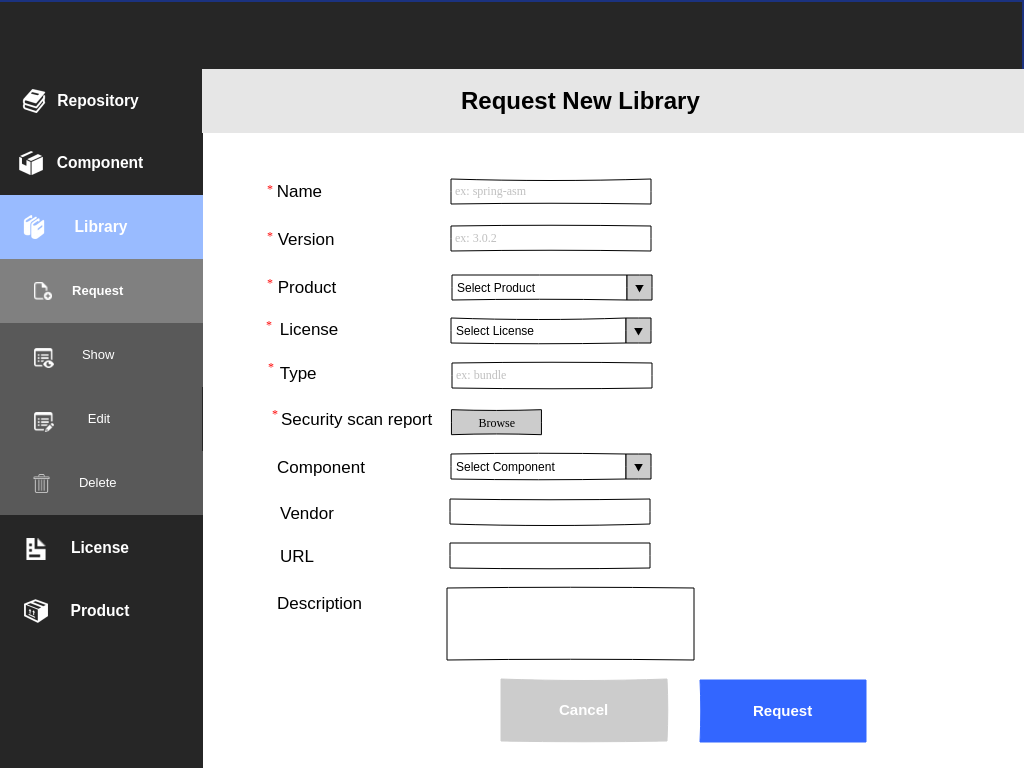 Repository
Component
Library
Request
Show
Edit
Delete
License
Product
Request New Library
* Name
ex: spring-asm
* Version
ex: 3.0.2
* Product
Select Product
* License
Select License
* Type
ex: bundle
* Security scan report
Browse
Component
Select Component
Vendor
URL
Description
Cancel
Request